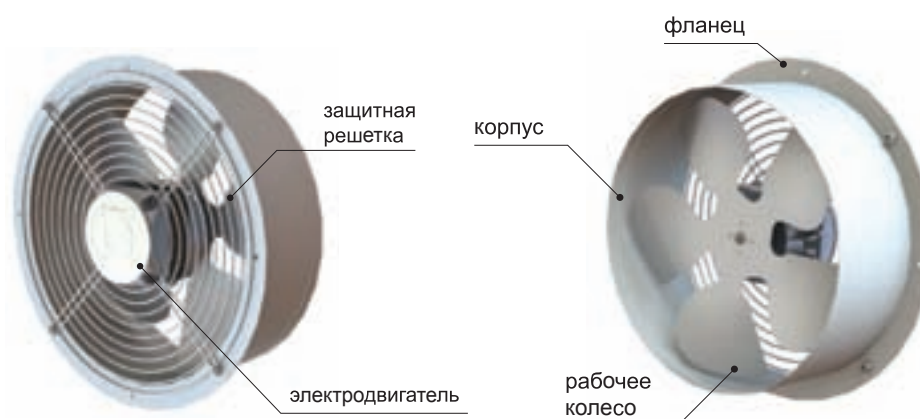 фланец
защитная
решетка
корпус
электродвигатель
рабочее
колесо